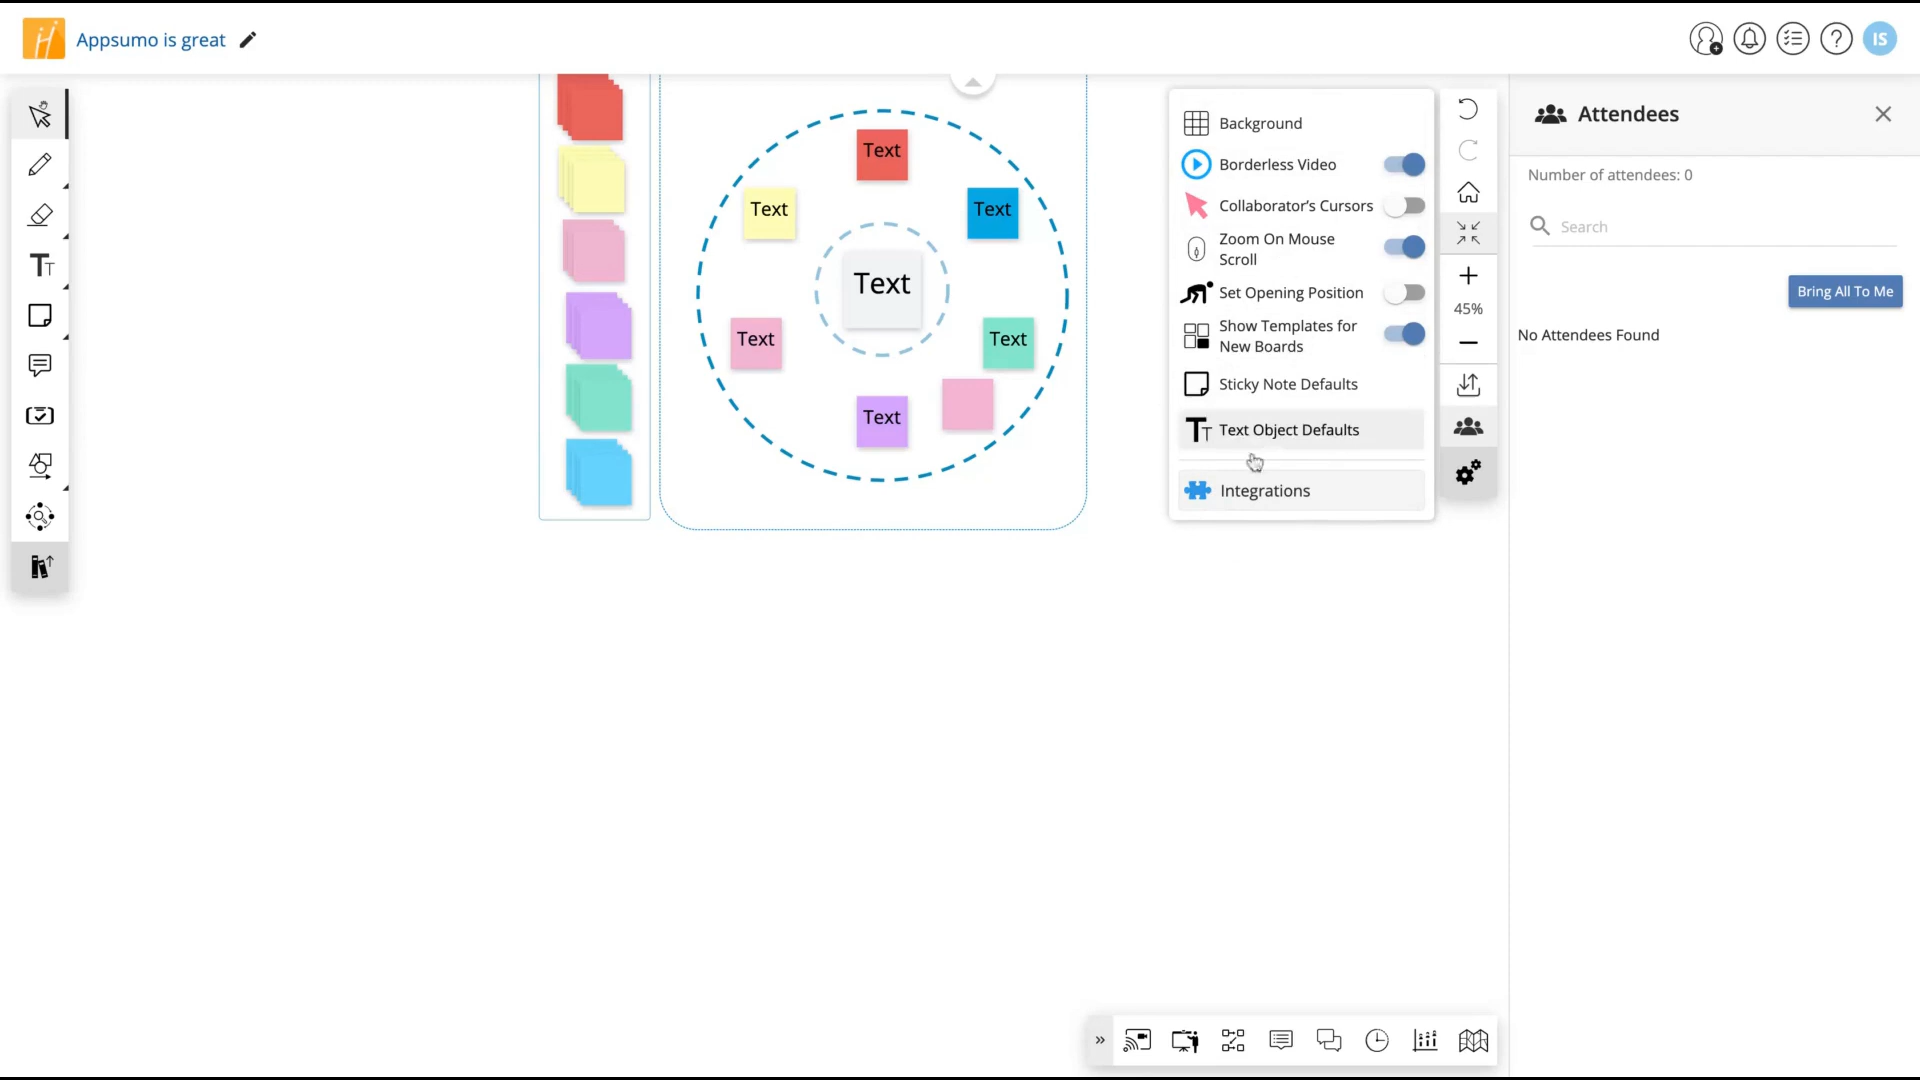 Appsumo is great
IS
Text
Text
Text
Text
Text
Text
Text
Background
Borderless Video
Collaborator's Cursors
Zoom On Mouse
Scroll
Set Opening Position
Show Templates for
New Boards
Sticky Note Defaults
Text Object Defaults
Integrations
45%
Attendees
Number of attendees: 0
Search
Bring All To Me
No Attendees Found